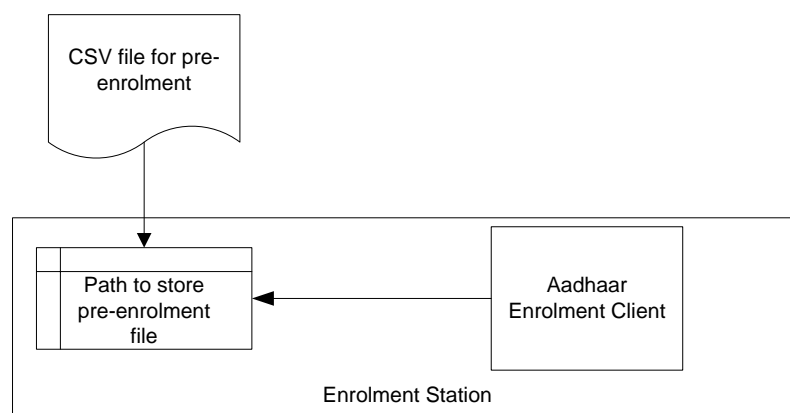 CSV file for pre-
enrolment
Path to store
pre-enrolment
file
Aadhaar
Enrolment Client
Enrolment Station